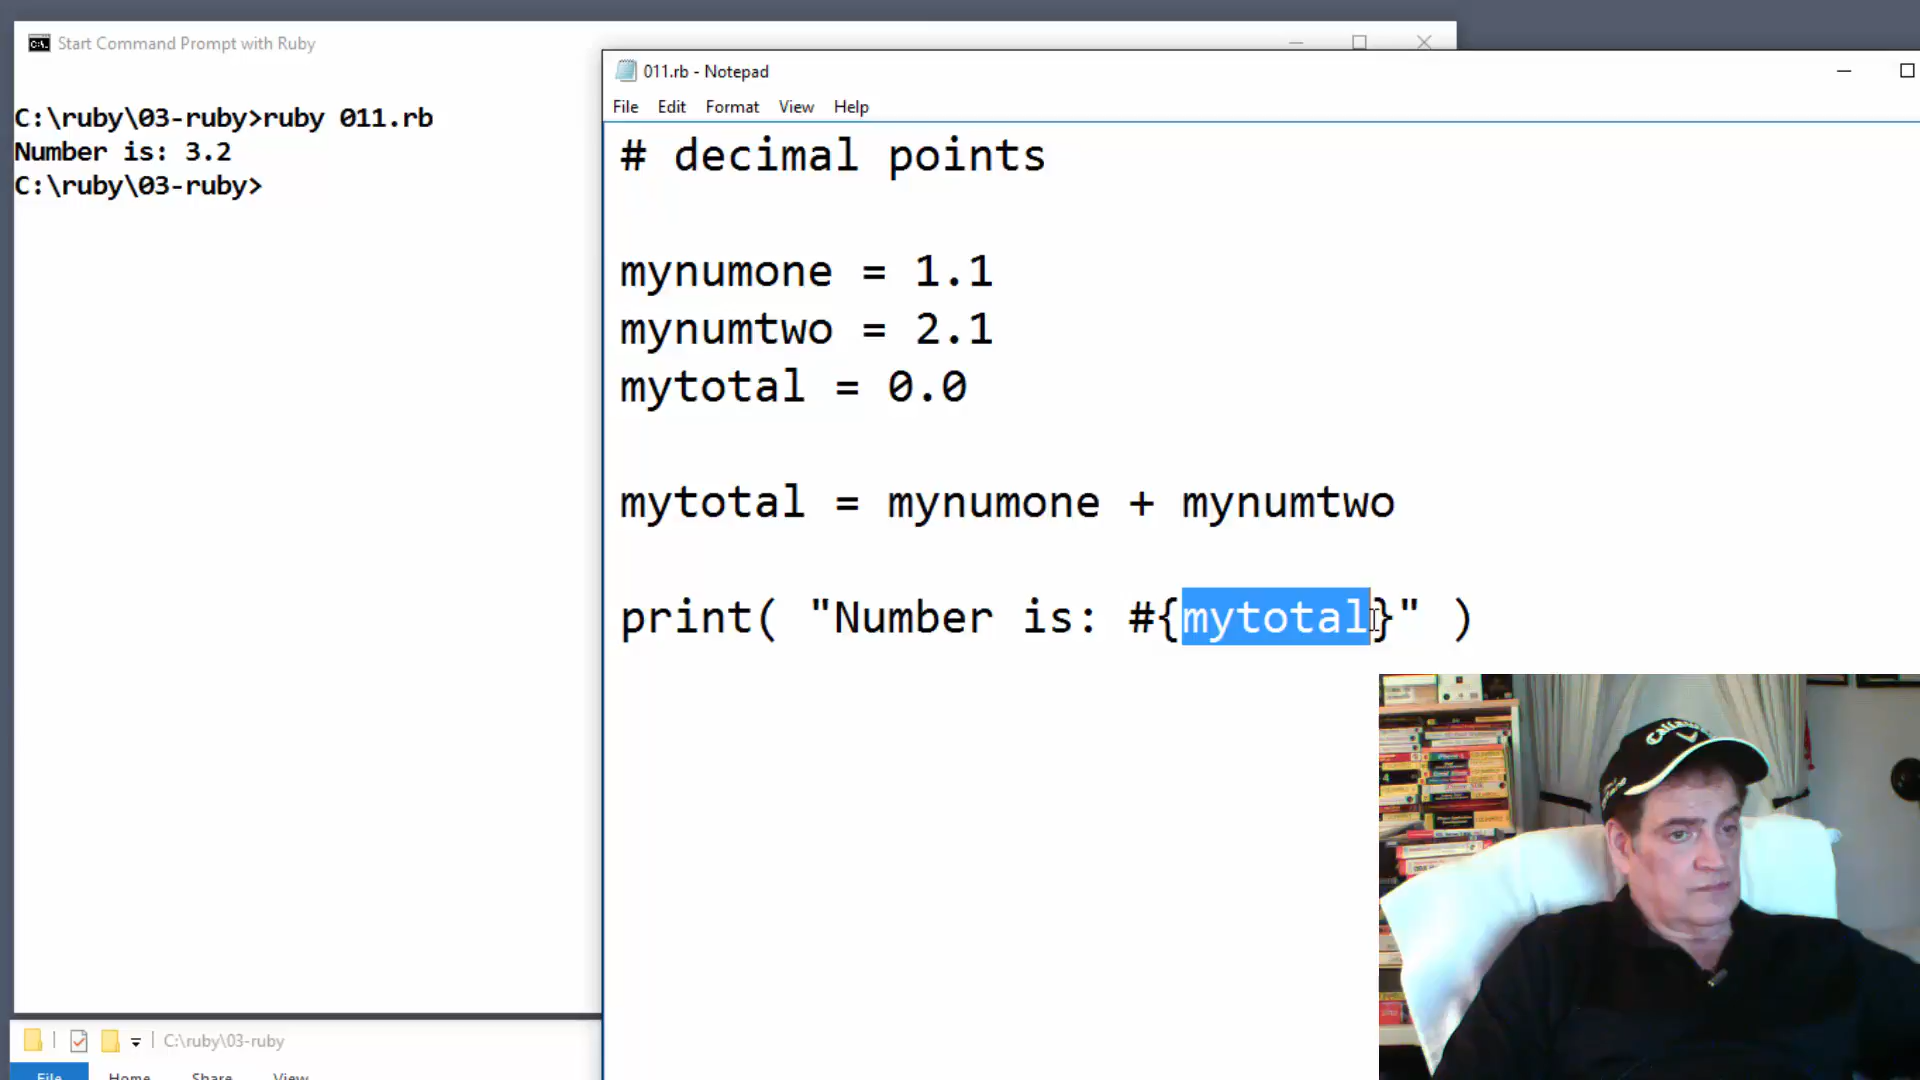 Start Command Prompt with Ruby
C:\ruby\03-ruby>ruby 011.rb
Number is: 3.2
C:\ruby\03-ruby>
011.rb - Notepad
File Edit Format View Help
# decimal points
mynumone = 1.1
mynumtwo = 2.1
mytotal = 0.0
mytotal = mynumone + mynumtwo
print( "Number is: #{mytotal}" )
C:\ruby\03-ruby
File Home Share View